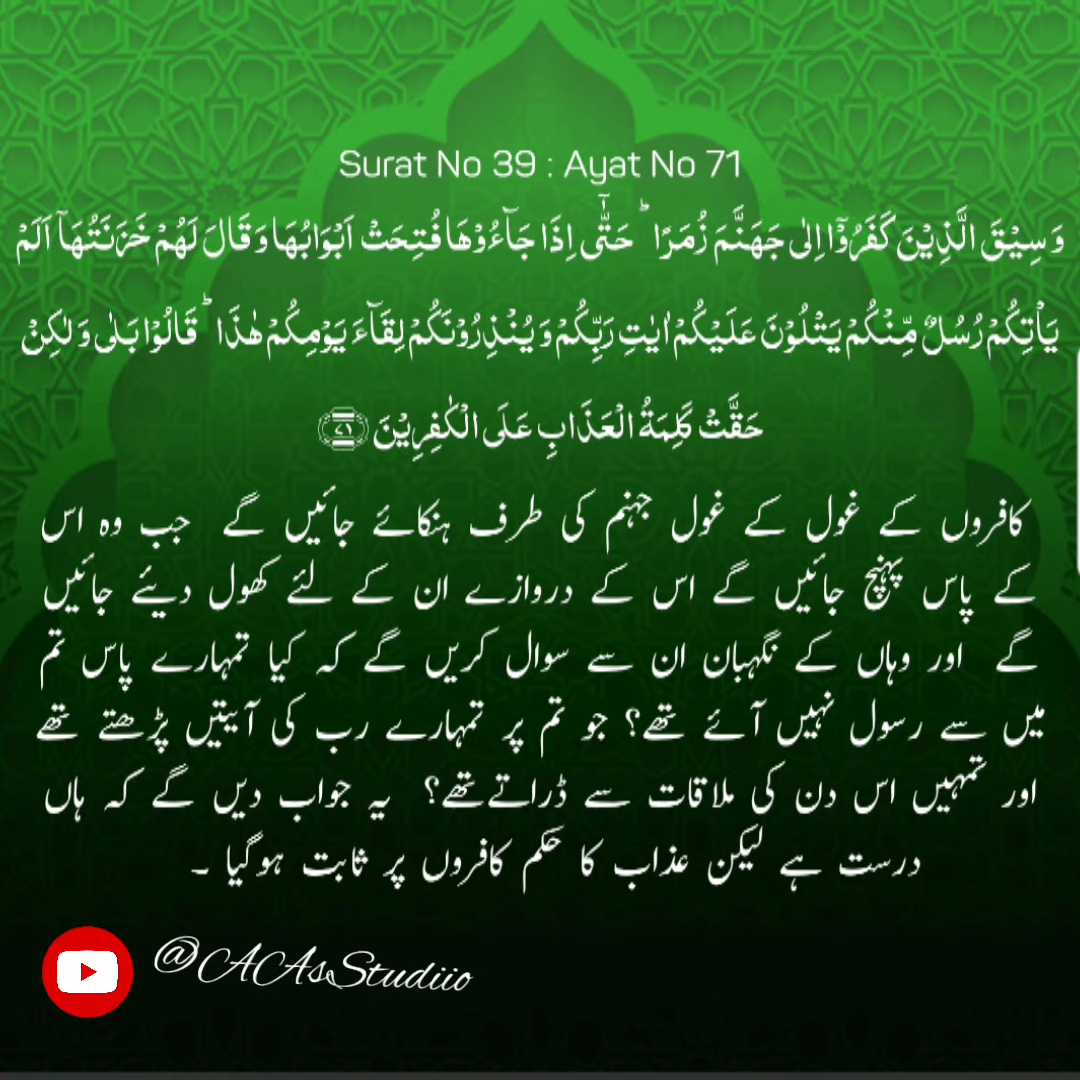 Surat No 39 : Ayat No 71
وَسِیْقَ الَّذِیْنَ كَفَرُوْۤا اِلٰی جَهَنَّمَ زُمَرًا ؕ حَتّٰۤی اِذَا جَآءُوْهَا فُتِحَتْ اَبْوَابُهَا وَ قَالَ لَهُمْ خَزَنَتُهَاۤ اَلَمْ
یَاْتِكُمْ رُسُلٌ مِّنْكُمْ یَتْلُوْنَ عَلَیْكُمْ اٰیٰتِ رَبِّكُمْ وَ یُنْذِرُوْنَكُمْ لِقَآءَ یَوْمِكُمْ هٰذَا ؕ قَالُوْا بَلٰی وَ لٰكِنْ
حَقَّتْ كَلِمَةُ الْعَذَابِ عَلَی الْكٰفِرِیْنَ ﴿۷۱﴾
کافروں کے غول کے غول جہنم کی طرف ہنکائے جائیں گے جب وہ اس
کے پاس پہنچ جائیں گے اس کے دروازے ان کے لئے کھول دیئے جائیں
گے اور وہاں کے نگہبان ان سے سوال کریں گے کہ کیا تمہارے پاس تم
میں سے رسول نہیں آئے تھے؟ جو تم پر تمہارے رب کی آیتیں پڑھتے تھے
اور تمہیں اس دن کی ملاقات سے ڈراتےتھے؟ یہ جواب دیں گے کہ ہاں
درست ہے لیکن عذاب کا حکم کافروں پر ثابت ہوگیا ۔
@AAsStudiio